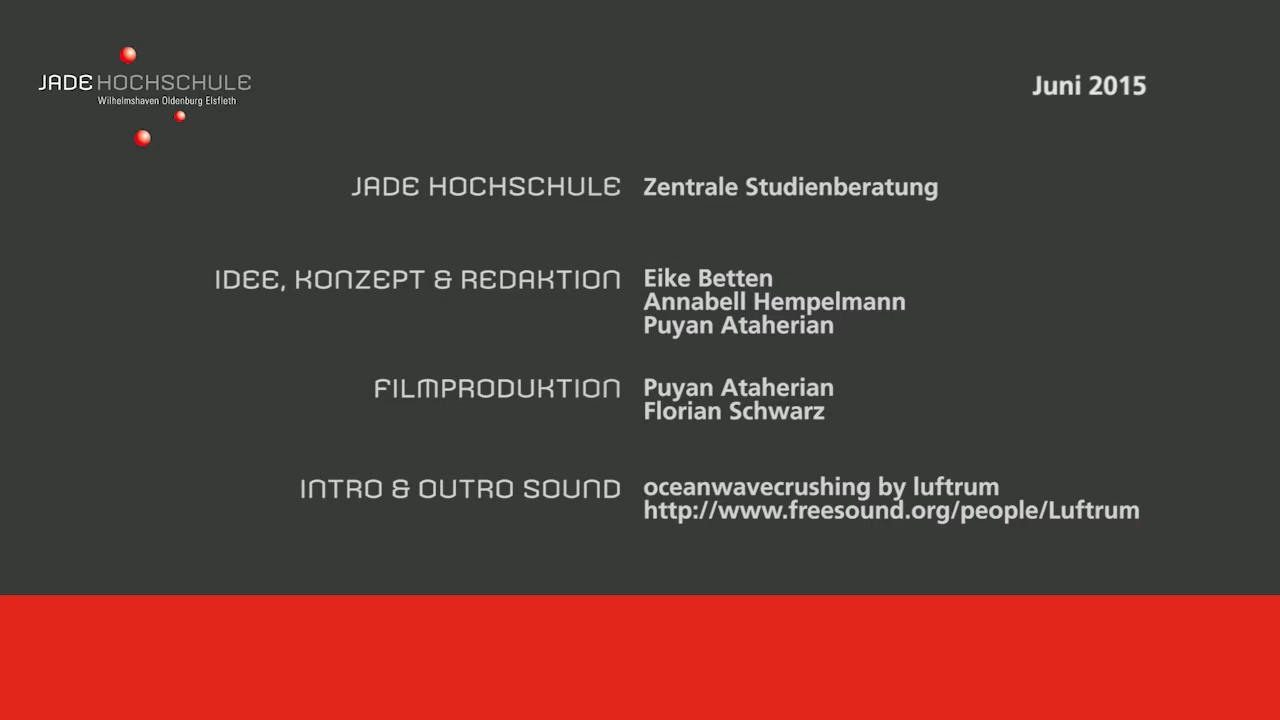 JADE HOCHSCHULE
Wilhelmshaven Oldenburg Elsfleth
Juni 2015
JADE HOCHSCHULE Zentrale Studienberatung
IDEE, KONZEPT & REDAKTION Eike Betten
Annabell Hempelmann
Puyan Ataherian
FILMPRODUKTION Puyan Ataherian
Florian Schwarz
INTRO & OUTRO SOUND oceanwavecrushing by luftrum
http://www.freesound.org/people/Luftrum